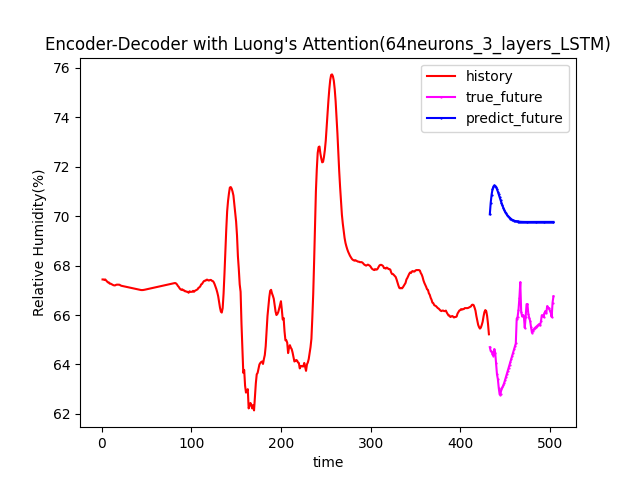 Encoder-Decoder with Luong's Attention(64neurons_3_layers_LSTM)
76
74
72
70
68
66
64
62
Relative Humidity(%)
history
true_future
predict_future
0
100
200
300
400
500
time